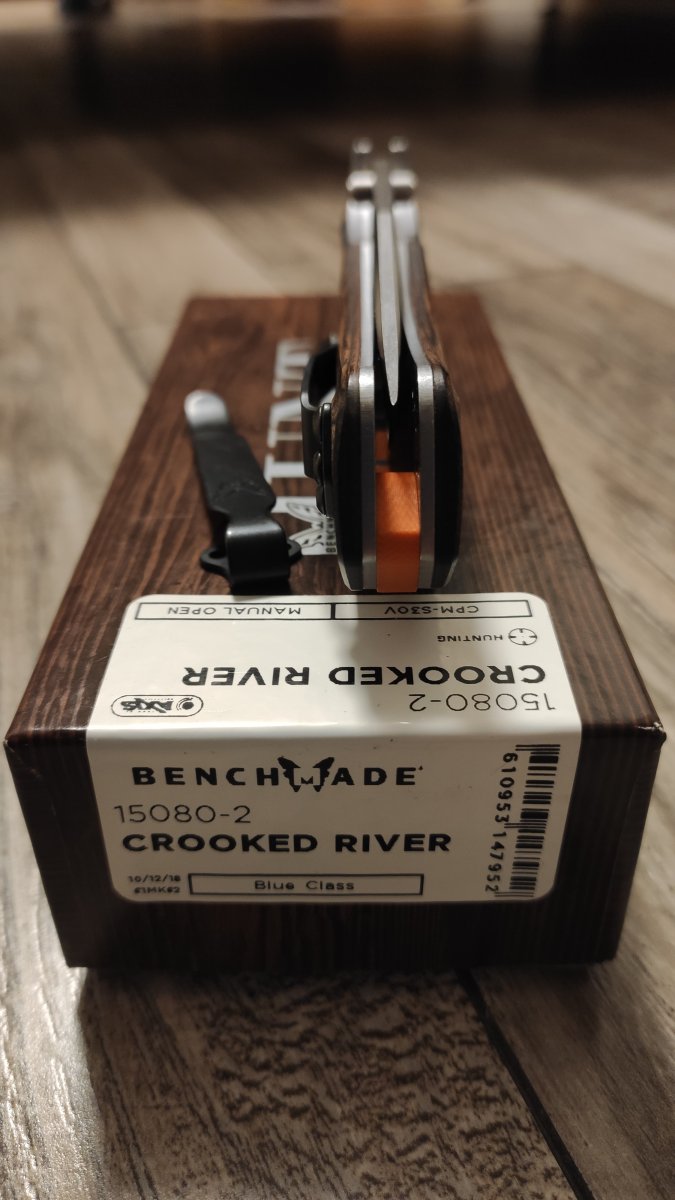 15080-2
AXIS
CROOKED RIVER
HUNTING
CPM-S30V
MANUAL OPEN
BENCHMADE
15080-2
CROOKED RIVER
10/12/18
Blue Class
610953147952